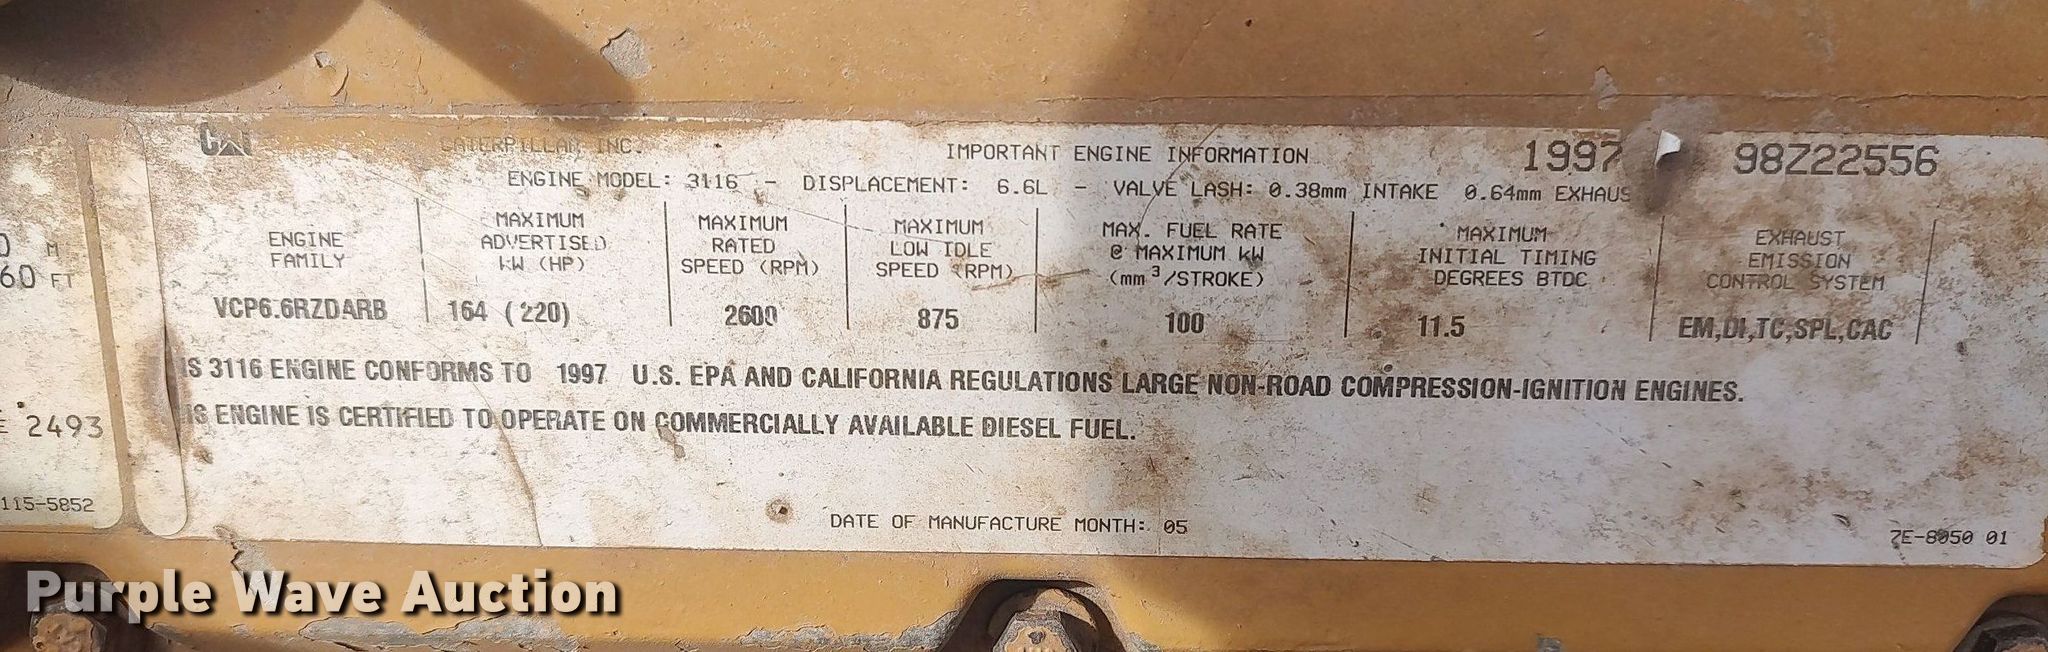 CAT CATERPILLAR INC. IMPORTANT ENGINE INFORMATION 1997 98Z22556
ENGINE MODEL: 3116 - DISPLACEMENT: 6.6L - VALVE LASH: 0.38mm INTAKE 0.64mm EXHAUS
ENGINE FAMILY
VCP6.6RZDARB
MAXIMUM ADVERTISED kW (HP)
164 (220)
MAXIMUM RATED SPEED (RPM)
2600
MAXIMUM LOW IDLE SPEED (RPM)
875
MAX. FUEL RATE @ MAXIMUM kW (mm³/STROKE)
100
MAXIMUM INITIAL TIMING DEGREES BTDC
11.5
EXHAUST EMISSION CONTROL SYSTEM
EM,DI,TC,SPL,CAC
IS 3116 ENGINE CONFORMS TO 1997 U.S. EPA AND CALIFORNIA REGULATIONS LARGE NON-ROAD COMPRESSION-IGNITION ENGINES.
IS ENGINE IS CERTIFIED TO OPERATE ON COMMERCIALLY AVAILABLE DIESEL FUEL.
DATE OF MANUFACTURE MONTH: 05
7E-8050 01
0 M
60 FT
E 2493
115-5852
Purple Wave Auction